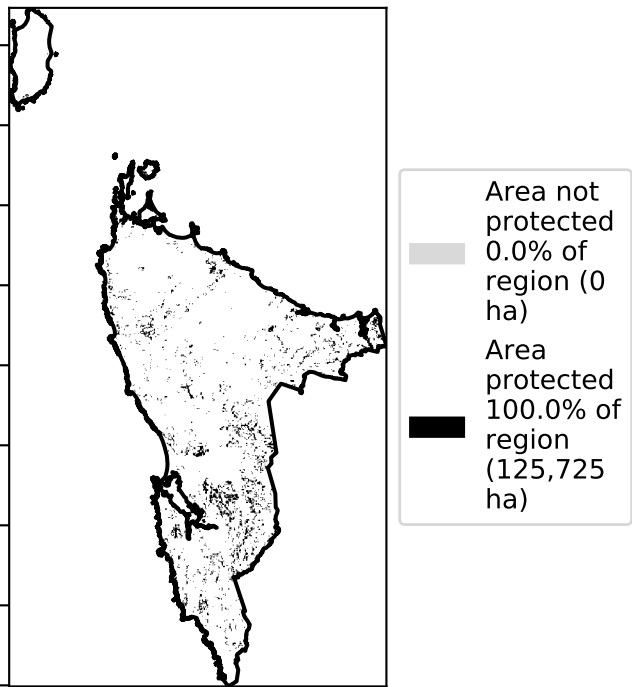 Area not
protected
0.0% of
region (0
ha)
Area
protected
100.0% of
region
(125,725
ha)